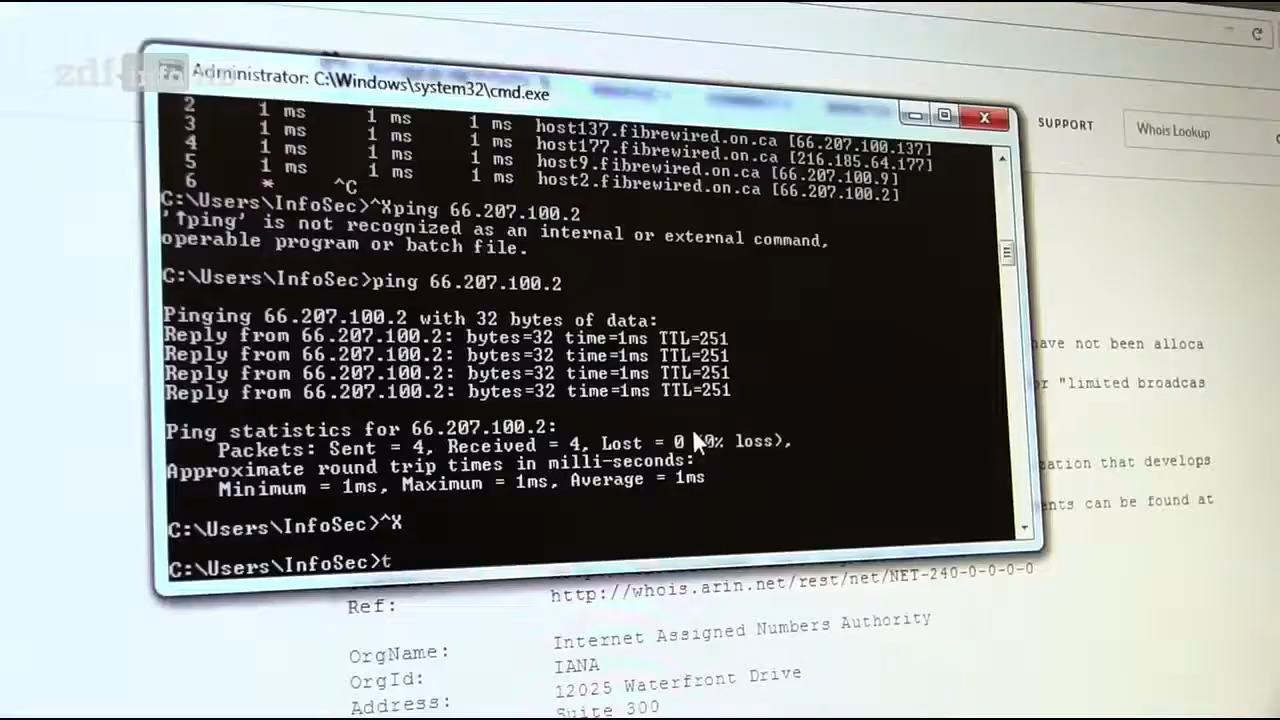 zdf info
Administrator: C:\Windows\system32\cmd.exe
2 1 ms 1 ms 1 ms host137.fibrewired.on.ca [66.207.100.137]
3 1 ms 1 ms 1 ms host177.fibrewired.on.ca [216.185.64.177]
4 1 ms 1 ms 1 ms host9.fibrewired.on.ca [66.207.100.9]
5 1 ms 1 ms 1 ms host2.fibrewired.on.ca [66.207.100.2]
6 * ^C
C:\Users\InfoSec>^Xping 66.207.100.2
'↑ping' is not recognized as an internal or external command,
operable program or batch file.
C:\Users\InfoSec>ping 66.207.100.2
Pinging 66.207.100.2 with 32 bytes of data:
Reply from 66.207.100.2: bytes=32 time=1ms TTL=251
Reply from 66.207.100.2: bytes=32 time=1ms TTL=251
Reply from 66.207.100.2: bytes=32 time=1ms TTL=251
Reply from 66.207.100.2: bytes=32 time=1ms TTL=251
Ping statistics for 66.207.100.2:
Packets: Sent = 4, Received = 4, Lost = 0 0% loss),
Approximate round trip times in milli-seconds:
Minimum = 1ms, Maximum = 1ms, Average = 1ms
C:\Users\InfoSec>^X
C:\Users\InfoSec>t
SUPPORT
Whois Lookup
have not been alloca
or "limited broadcas
zation that develops
ents can be found at
Ref: http://whois.arin.net/rest/net/NET-240-0-0-0-0
OrgName: Internet Assigned Numbers Authority
OrgId: IANA
Address: 12025 Waterfront Drive
Suite 300